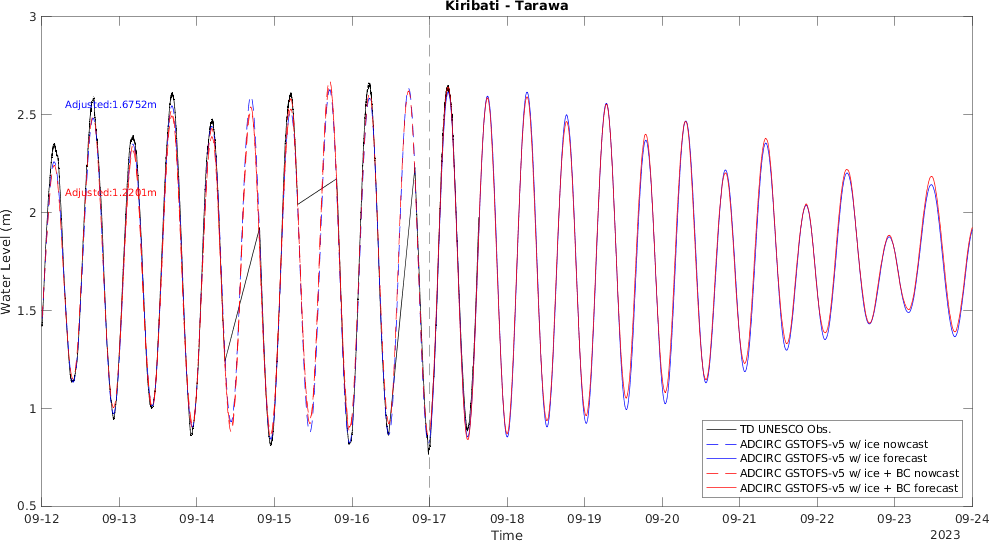 Kiribati - Tarawa
3
2.5
2
1.5
1
0.5
Water Level (m)
Adjusted:1.6752m
Adjusted:1.2201m
TD UNESCO Obs.
ADCIRC GSTOFS-v5 w/ ice nowcast
ADCIRC GSTOFS-v5 w/ ice forecast
ADCIRC GSTOFS-v5 w/ ice + BC nowcast
ADCIRC GSTOFS-v5 w/ ice + BC forecast
09-12 09-13 09-14 09-15 09-16 09-17 09-18 09-19 09-20 09-21 09-22 09-23 09-24
Time
2023